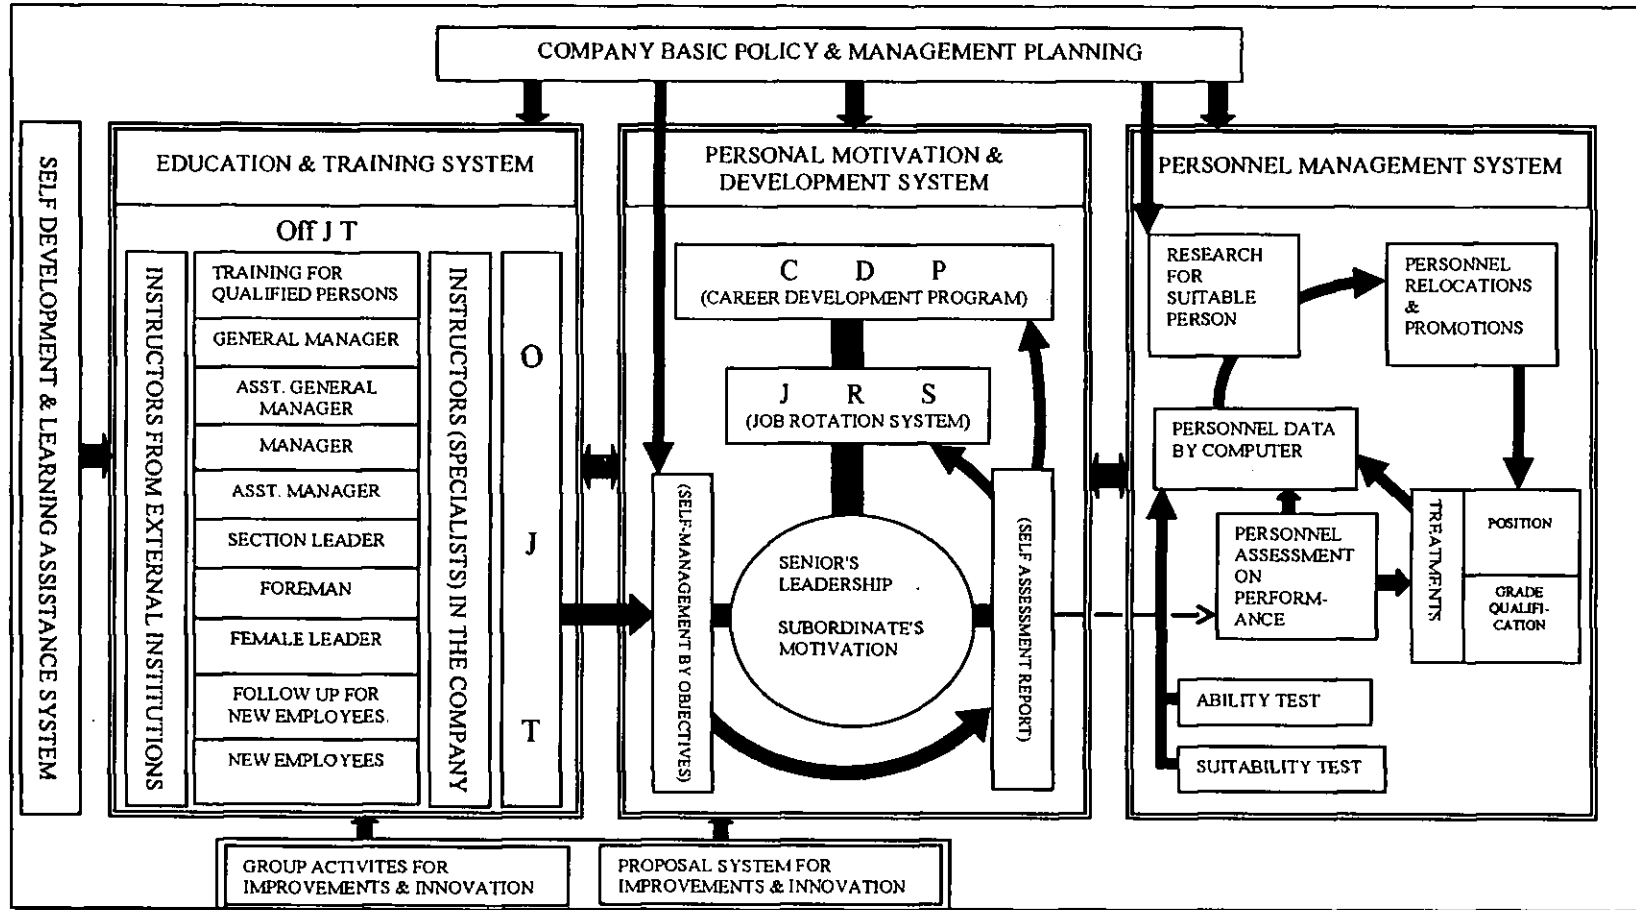 COMPANY BASIC POLICY & MANAGEMENT PLANNING
SELF DEVELOPMENT & LEARNING ASSISTANCE SYSTEM
EDUCATION & TRAINING SYSTEM
Off J T
INSTRUCTORS FROM EXTERNAL INSTITUTIONS
TRAINING FOR
QUALIFIED PERSONS
GENERAL MANAGER
ASST. GENERAL
MANAGER
MANAGER
ASST. MANAGER
SECTION LEADER
FOREMAN
FEMALE LEADER
FOLLOW UP FOR
NEW EMPLOYEES.
NEW EMPLOYEES
INSTRUCTORS (SPECIALISTS) IN THE COMPANY
O
J
T
PERSONAL MOTIVATION &
DEVELOPMENT SYSTEM
C D P
(CAREER DEVELOPMENT PROGRAM)
J R S
(JOB ROTATION SYSTEM)
(SELF-MANAGEMENT BY OBJECTIVES)
SENIOR'S
LEADERSHIP
SUBORDINATE'S
MOTIVATION
(SELF ASSESSMENT REPORT)
PERSONNEL MANAGEMENT SYSTEM
RESEARCH
FOR
SUITABLE
PERSON
PERSONNEL
RELOCATIONS
&
PROMOTIONS
PERSONNEL DATA
BY COMPUTER
PERSONNEL
ASSESSMENT
ON
PERFORM-
ANCE
TREATMENTS
POSITION
GRADE
QUALIFI-
CATION
ABILITY TEST
SUITABILITY TEST
GROUP ACTIVITES FOR
IMPROVEMENTS & INNOVATION
PROPOSAL SYSTEM FOR
IMPROVEMENTS & INNOVATION